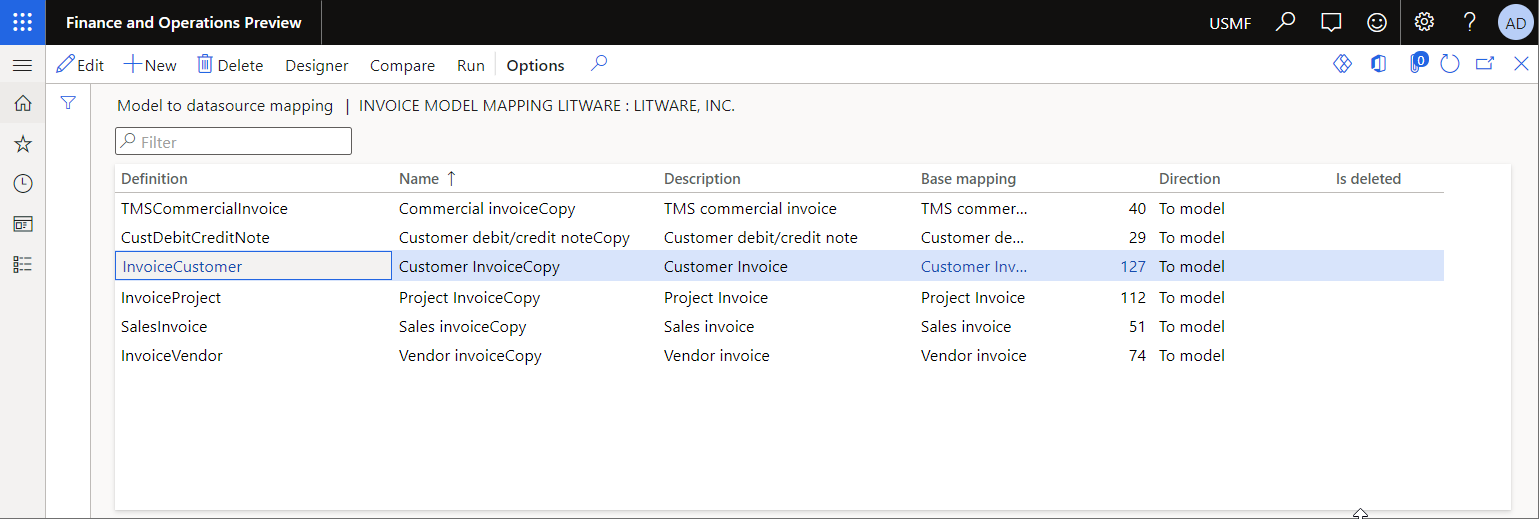 Finance and Operations Preview USMF AD
Edit New Delete Designer Compare Run Options 0
Model to datasource mapping | INVOICE MODEL MAPPING LITWARE : LITWARE, INC.
Filter
Definition Name ↑ Description Base mapping Direction Is deleted
TMSCommercialInvoice Commercial invoiceCopy TMS commercial invoice TMS commer... 40 To model
CustDebitCreditNote Customer debit/credit noteCopy Customer debit/credit note Customer de... 29 To model
InvoiceCustomer Customer InvoiceCopy Customer Invoice Customer Inv... 127 To model
InvoiceProject Project InvoiceCopy Project Invoice Project Invoice 112 To model
SalesInvoice Sales invoiceCopy Sales invoice Sales invoice 51 To model
InvoiceVendor Vendor invoiceCopy Vendor invoice Vendor invoice 74 To model